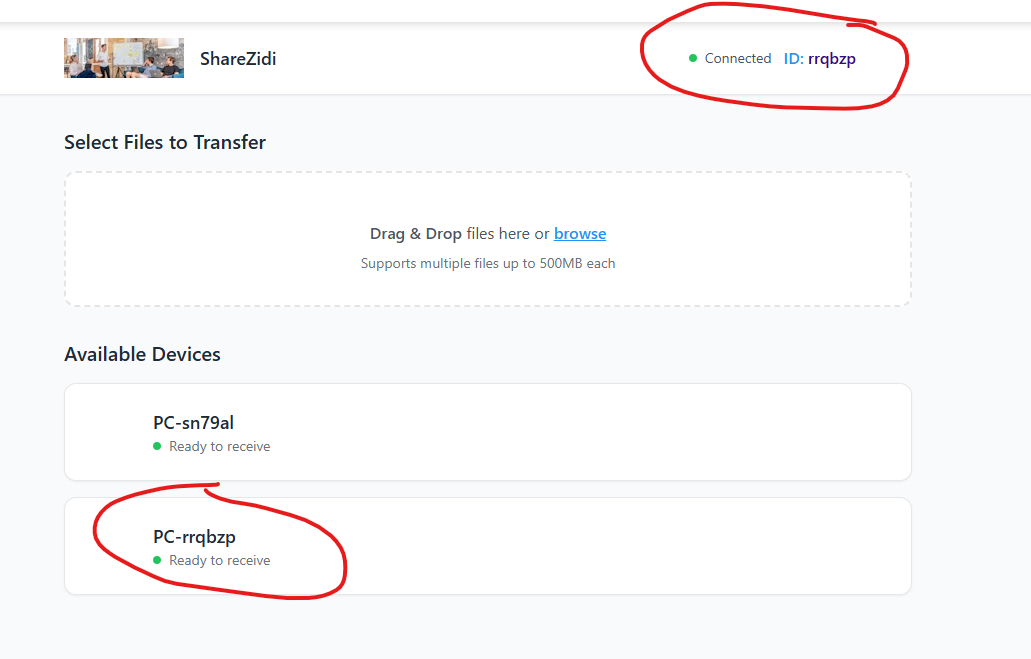 ShareZidi
Connected ID: rrqbzp
Select Files to Transfer
Drag & Drop files here or browse
Supports multiple files up to 500MB each
Available Devices
PC-sn79al
Ready to receive
PC-rrqbzp
Ready to receive